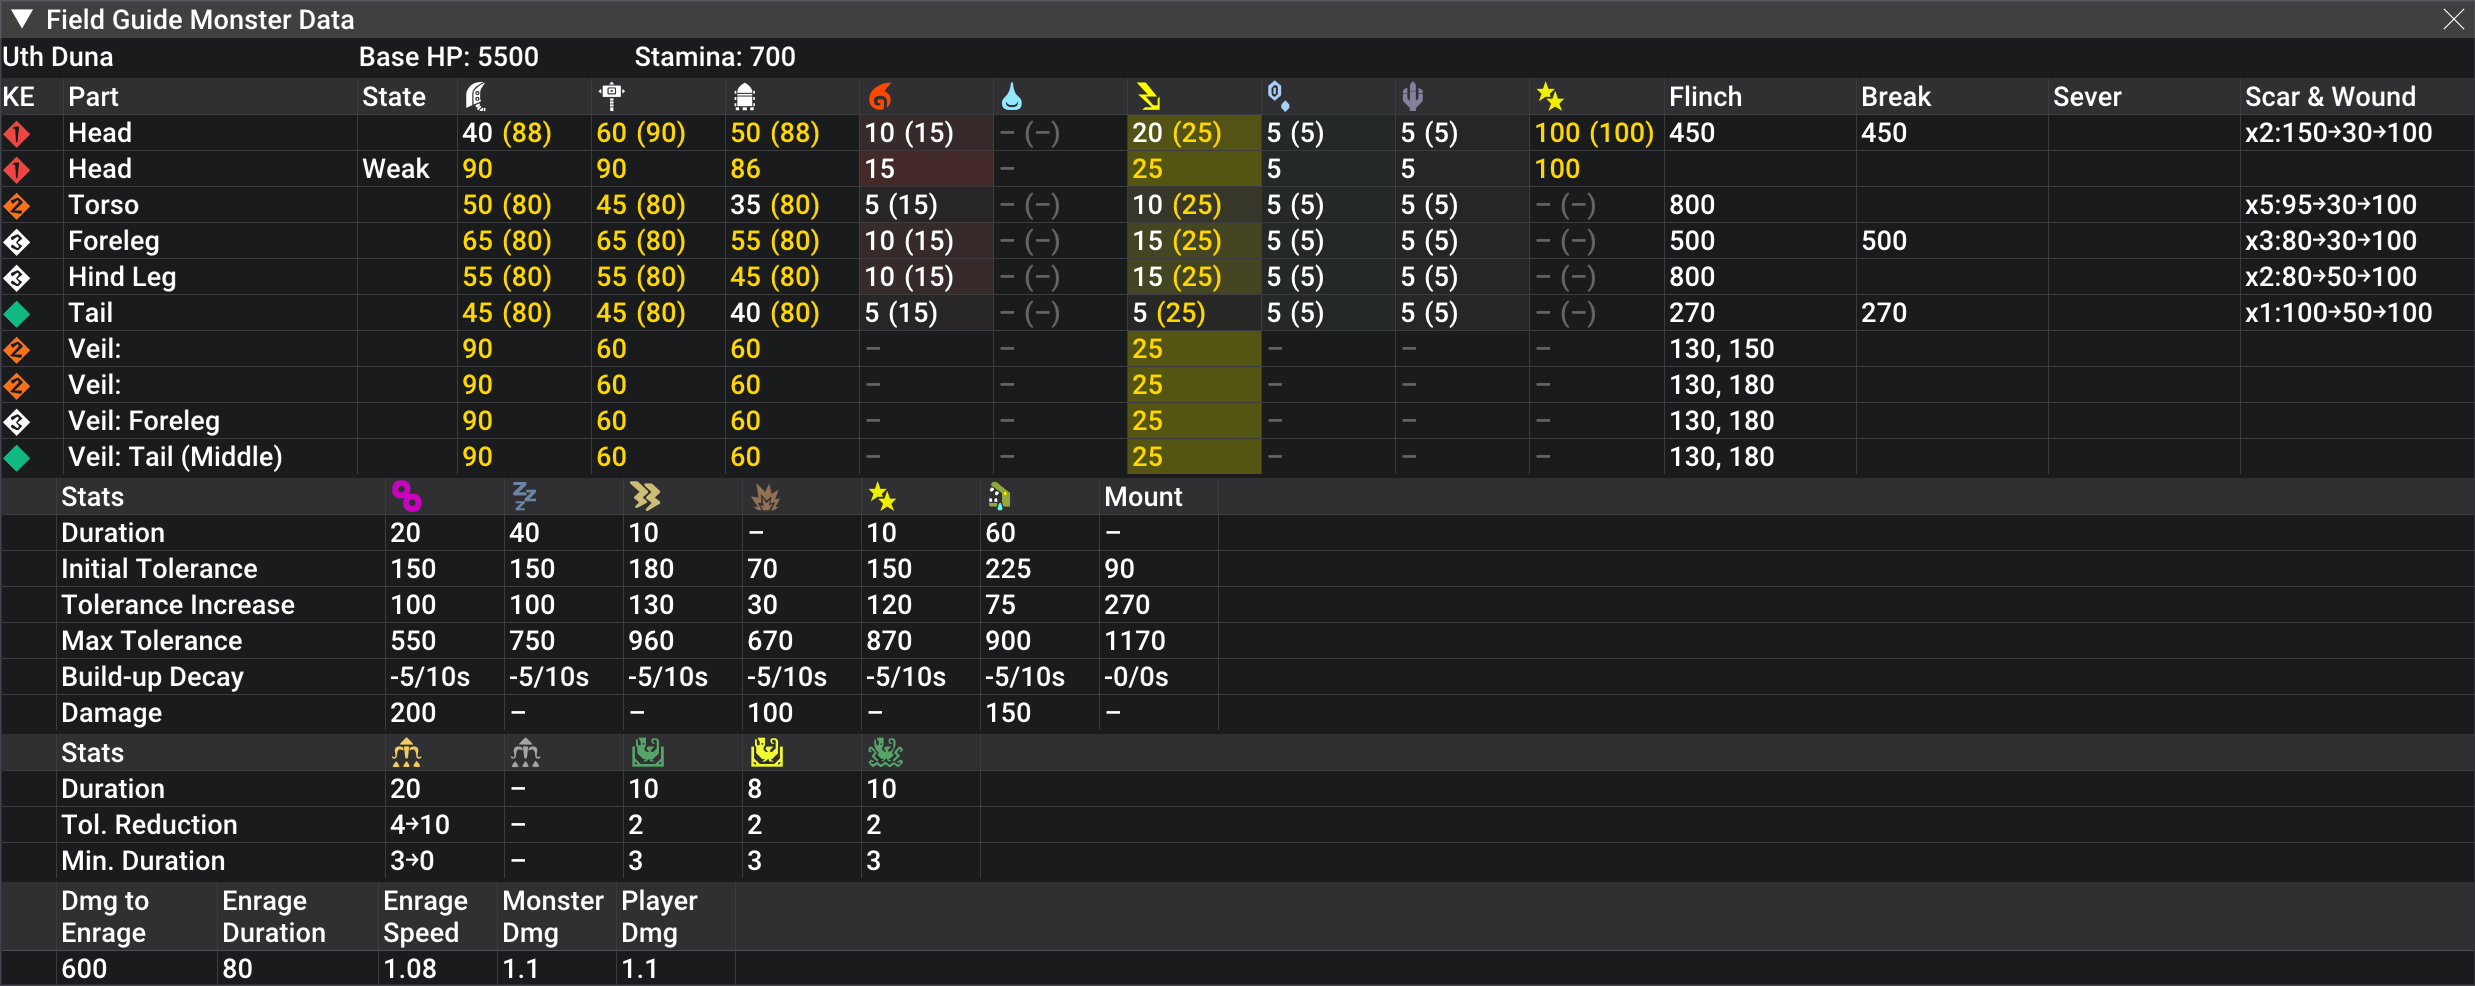 Field Guide Monster Data
Uth Duna Base HP: 5500 Stamina: 700
KE Part State Flinch Break Sever Scar & Wound
1 Head 40 (88) 60 (90) 50 (88) 10 (15) – (–) 20 (25) 5 (5) 5 (5) 100 (100) 450 450 x2:150→30→100
1 Head Weak 90 90 86 15 – 25 5 5 100
2 Torso 50 (80) 45 (80) 35 (80) 5 (15) – (–) 10 (25) 5 (5) 5 (5) – (–) 800 x5:95→30→100
3 Foreleg 65 (80) 65 (80) 55 (80) 10 (15) – (–) 15 (25) 5 (5) 5 (5) – (–) 500 500 x3:80→30→100
3 Hind Leg 55 (80) 55 (80) 45 (80) 10 (15) – (–) 15 (25) 5 (5) 5 (5) – (–) 800 x2:80→50→100
Tail 45 (80) 45 (80) 40 (80) 5 (15) – (–) 5 (25) 5 (5) 5 (5) – (–) 270 270 x1:100→50→100
2 Veil: 90 60 60 – – 25 – – – 130, 150
2 Veil: 90 60 60 – – 25 – – – 130, 180
3 Veil: Foreleg 90 60 60 – – 25 – – – 130, 180
Veil: Tail (Middle) 90 60 60 – – 25 – – – 130, 180
Stats Mount
Duration 20 40 10 – 10 60 –
Initial Tolerance 150 150 180 70 150 225 90
Tolerance Increase 100 100 130 30 120 75 270
Max Tolerance 550 750 960 670 870 900 1170
Build-up Decay -5/10s -5/10s -5/10s -5/10s -5/10s -5/10s -0/0s
Damage 200 – – 100 – 150 –
Stats
Duration 20 – 10 8 10
Tol. Reduction 4→10 – 2 2 2
Min. Duration 3→0 – 3 3 3
Dmg to Enrage Enrage Monster Player
Enrage Duration Speed Dmg Dmg
600 80 1.08 1.1 1.1